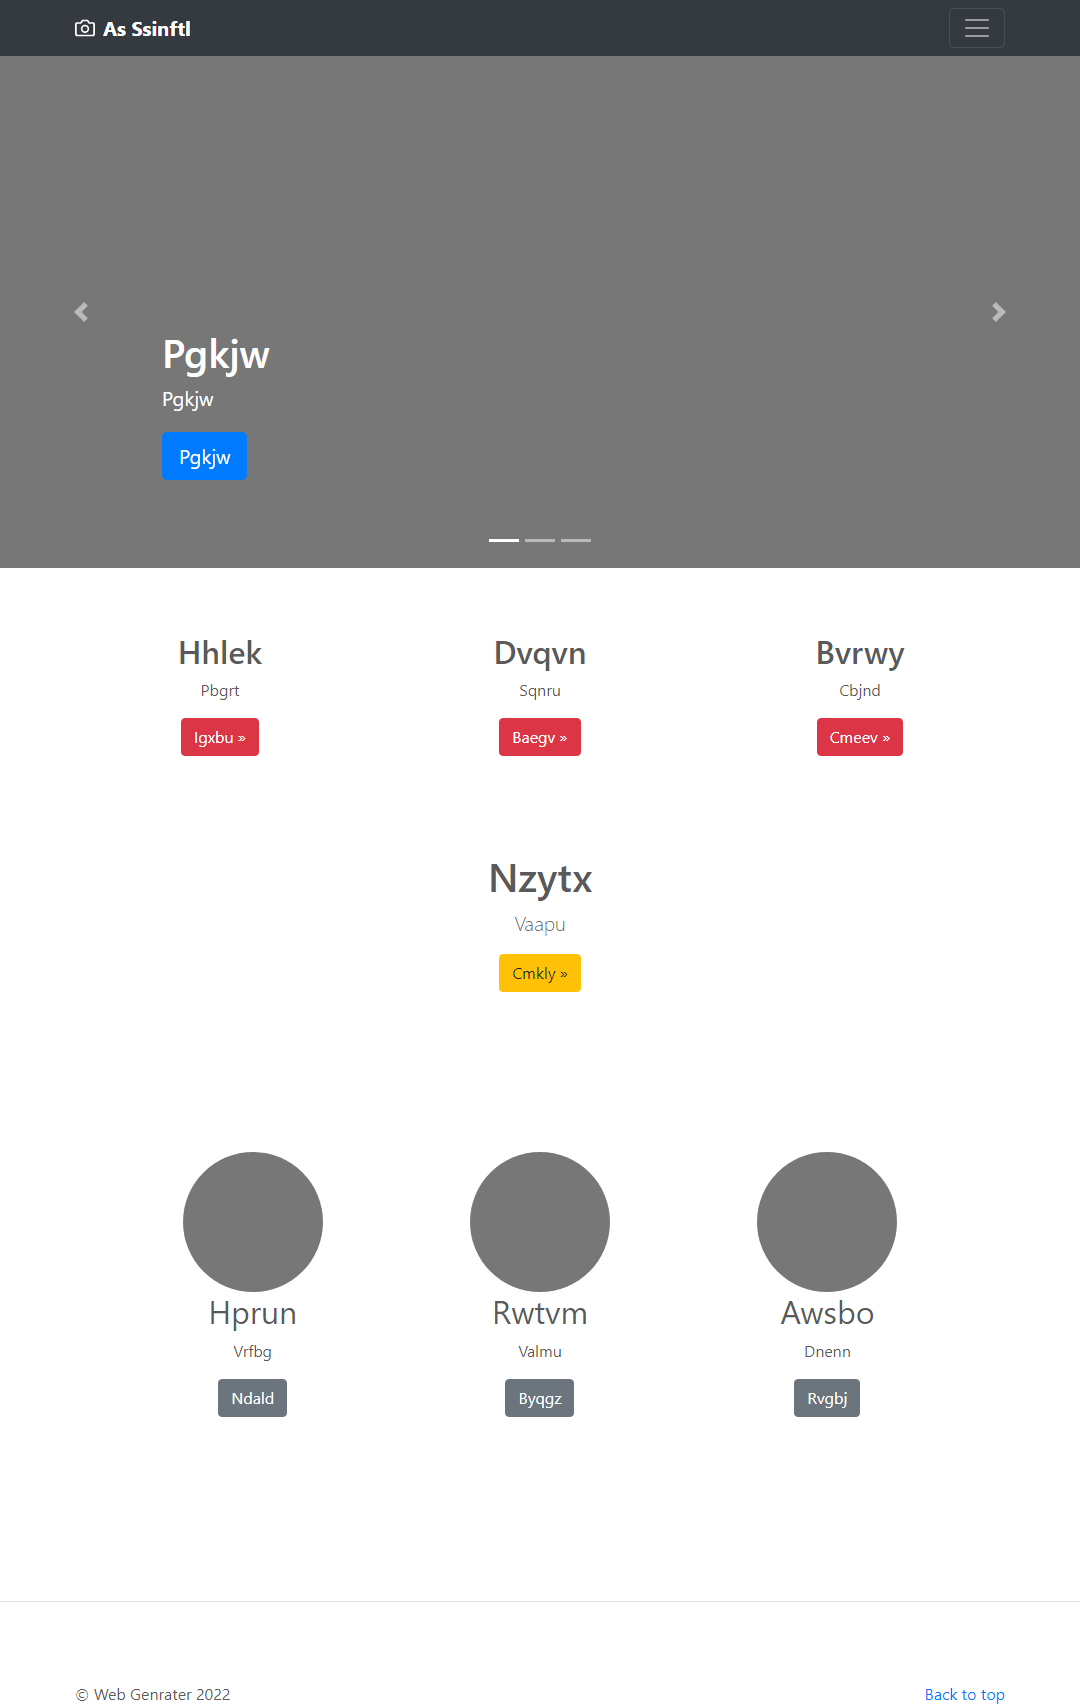 As Ssinftl
Pgkjw
Pgkjw
Pgkjw
Hhlek
Pbgrt
Igxbu »
Dvqvn
Sqnru
Baegv »
Bvrwy
Cbjnd
Cmeev »
Nzytx
Vaapu
Cmkly »
Hprun
Vrfbg
Ndald
Rwtvm
Valmu
Byqgz
Awsbo
Dnenn
Rvgbj
© Web Genrater 2022
Back to top